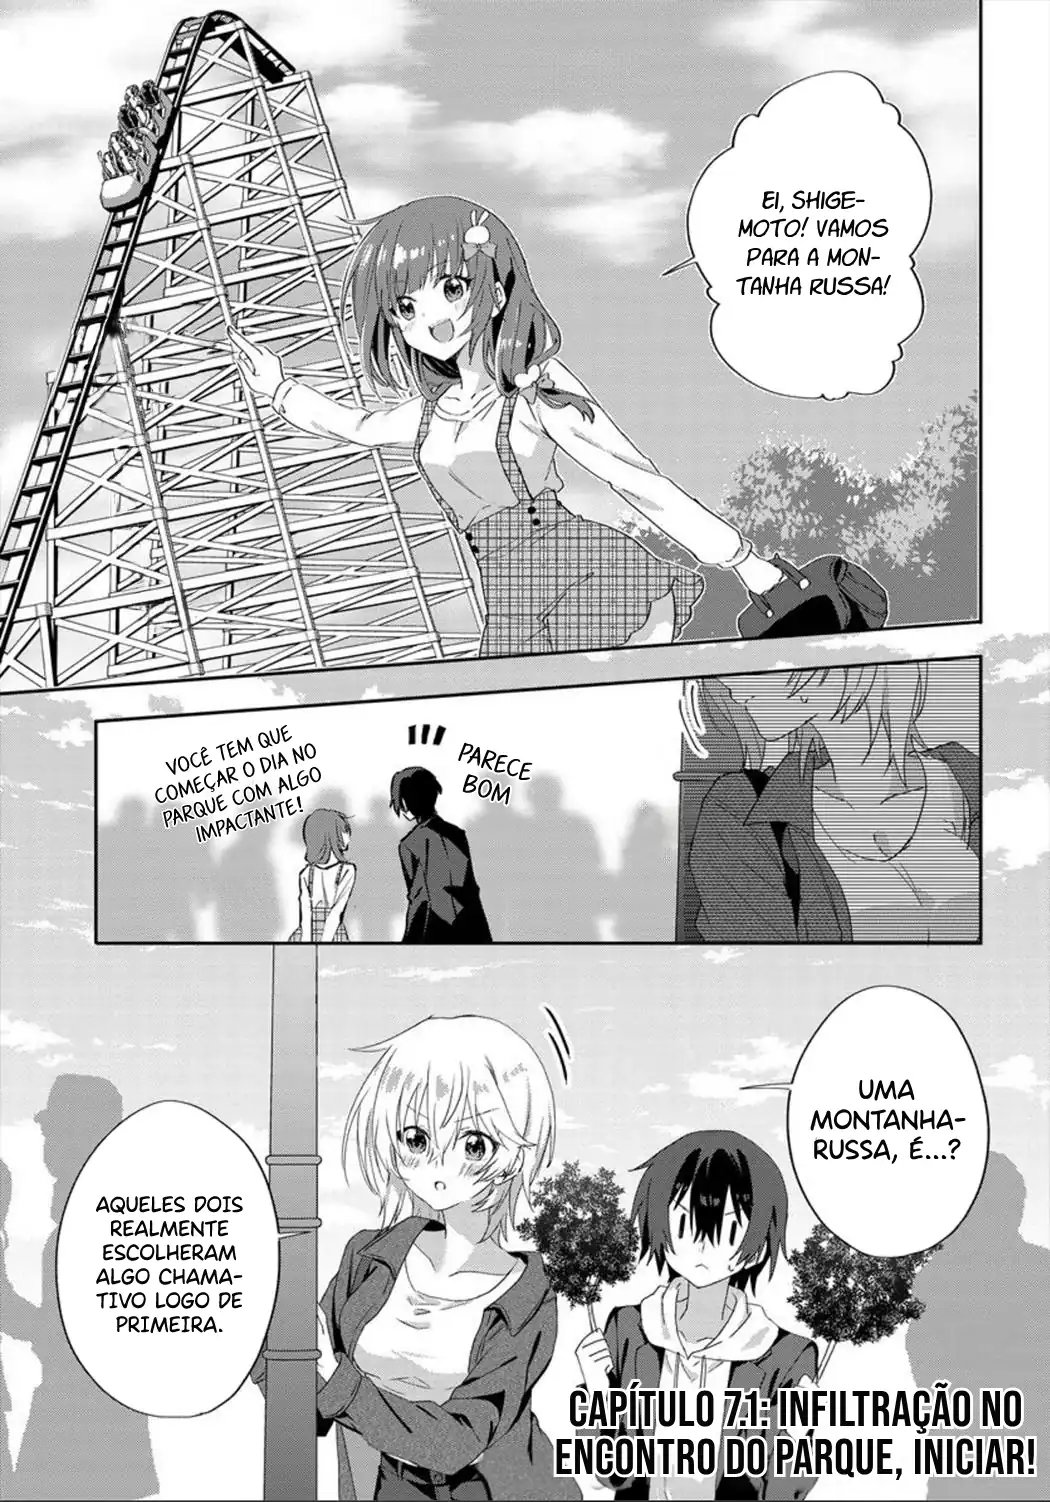 EI, SHIGE-
MOTO! VAMOS
PARA A MON-
TANHA RUSSA!
VOCÊ TEM QUE
COMEÇAR O DIA NO
PARQUE COM ALGO
IMPACTANTE!
PARECE
BOM
UMA
MONTANHA-
RUSSA, É...?
AQUELES DOIS
REALMENTE
ESCOLHERAM
ALGO CHAMA-
TIVO LOGO DE
PRIMEIRA.
CAPÍTULO 7.1: INFILTRAÇÃO NO
ENCONTRO DO PARQUE, INICIAR!